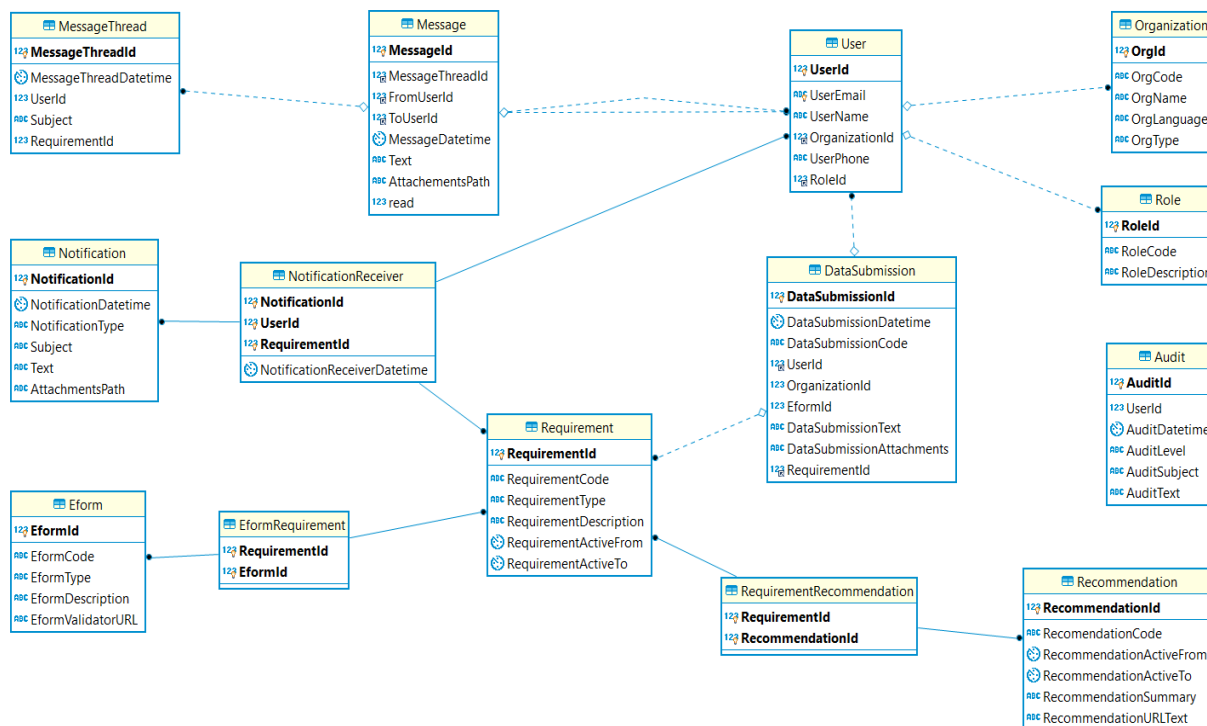 MessageThread
MessageThreadId
MessageThreadDatetime
UserId
Subject
RequirementId
Message
MessageId
MessageThreadId
FromUserId
ToUserId
MessageDatetime
Text
AttachementsPath
read
User
UserId
UserEmail
UserName
OrganizationId
UserPhone
RoleId
Organization
OrgId
OrgCode
OrgName
OrgLanguage
OrgType
Role
RoleId
RoleCode
RoleDescription
Notification
NotificationId
NotificationDatetime
NotificationType
Subject
Text
AttachmentsPath
NotificationReceiver
NotificationId
UserId
RequirementId
NotificationReceiverDatetime
DataSubmission
DataSubmissionId
DataSubmissionDatetime
DataSubmissionCode
UserId
OrganizationId
EformId
DataSubmissionText
DataSubmissionAttachments
RequirementId
Audit
AuditId
UserId
AuditDatetime
AuditLevel
AuditSubject
AuditText
Requirement
RequirementId
RequirementCode
RequirementType
RequirementDescription
RequirementActiveFrom
RequirementActiveTo
Eform
EformId
EformCode
EformType
EformDescription
EformValidatorURL
EformRequirement
RequirementId
EformId
RequirementRecommendation
RequirementId
RecommendationId
Recommendation
RecommendationId
RecomendationCode
RecommendationActiveFrom
RecommendationActiveTo
RecommendationSummary
RecommendationURLText